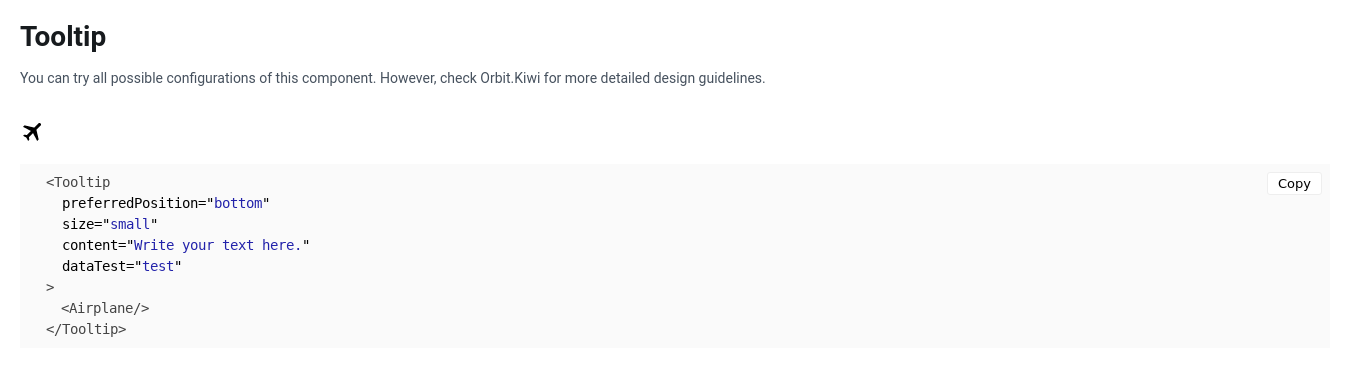 Tooltip
You can try all possible configurations of this component. However, check Orbit.Kiwi for more detailed design guidelines.
<Tooltip
Copy
preferredPosition="bottom"
size="small"
content="Write your text here."
dataTest="test"
>
<Airplane/>
</Tooltip>